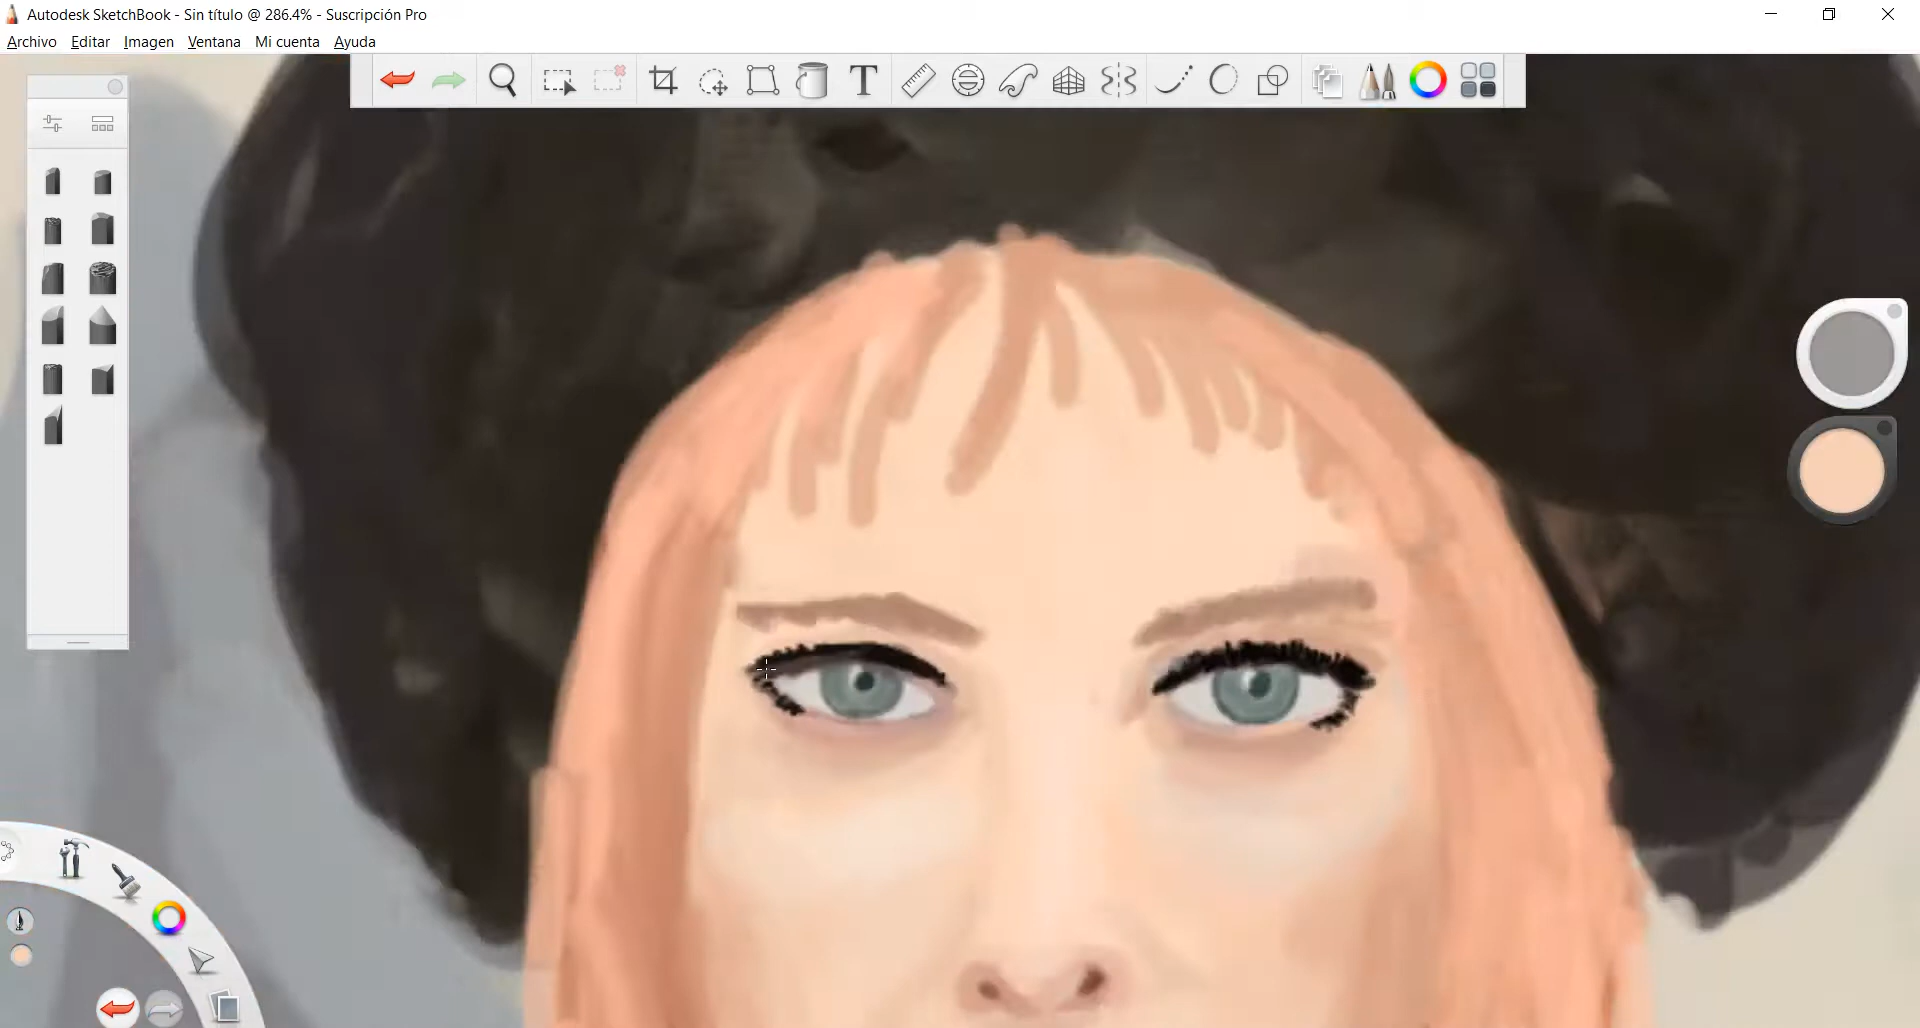 Autodesk SketchBook - Sin título @ 286.4% - Suscripción Pro
Archivo Editar Imagen Ventana Mi cuenta Ayuda
T